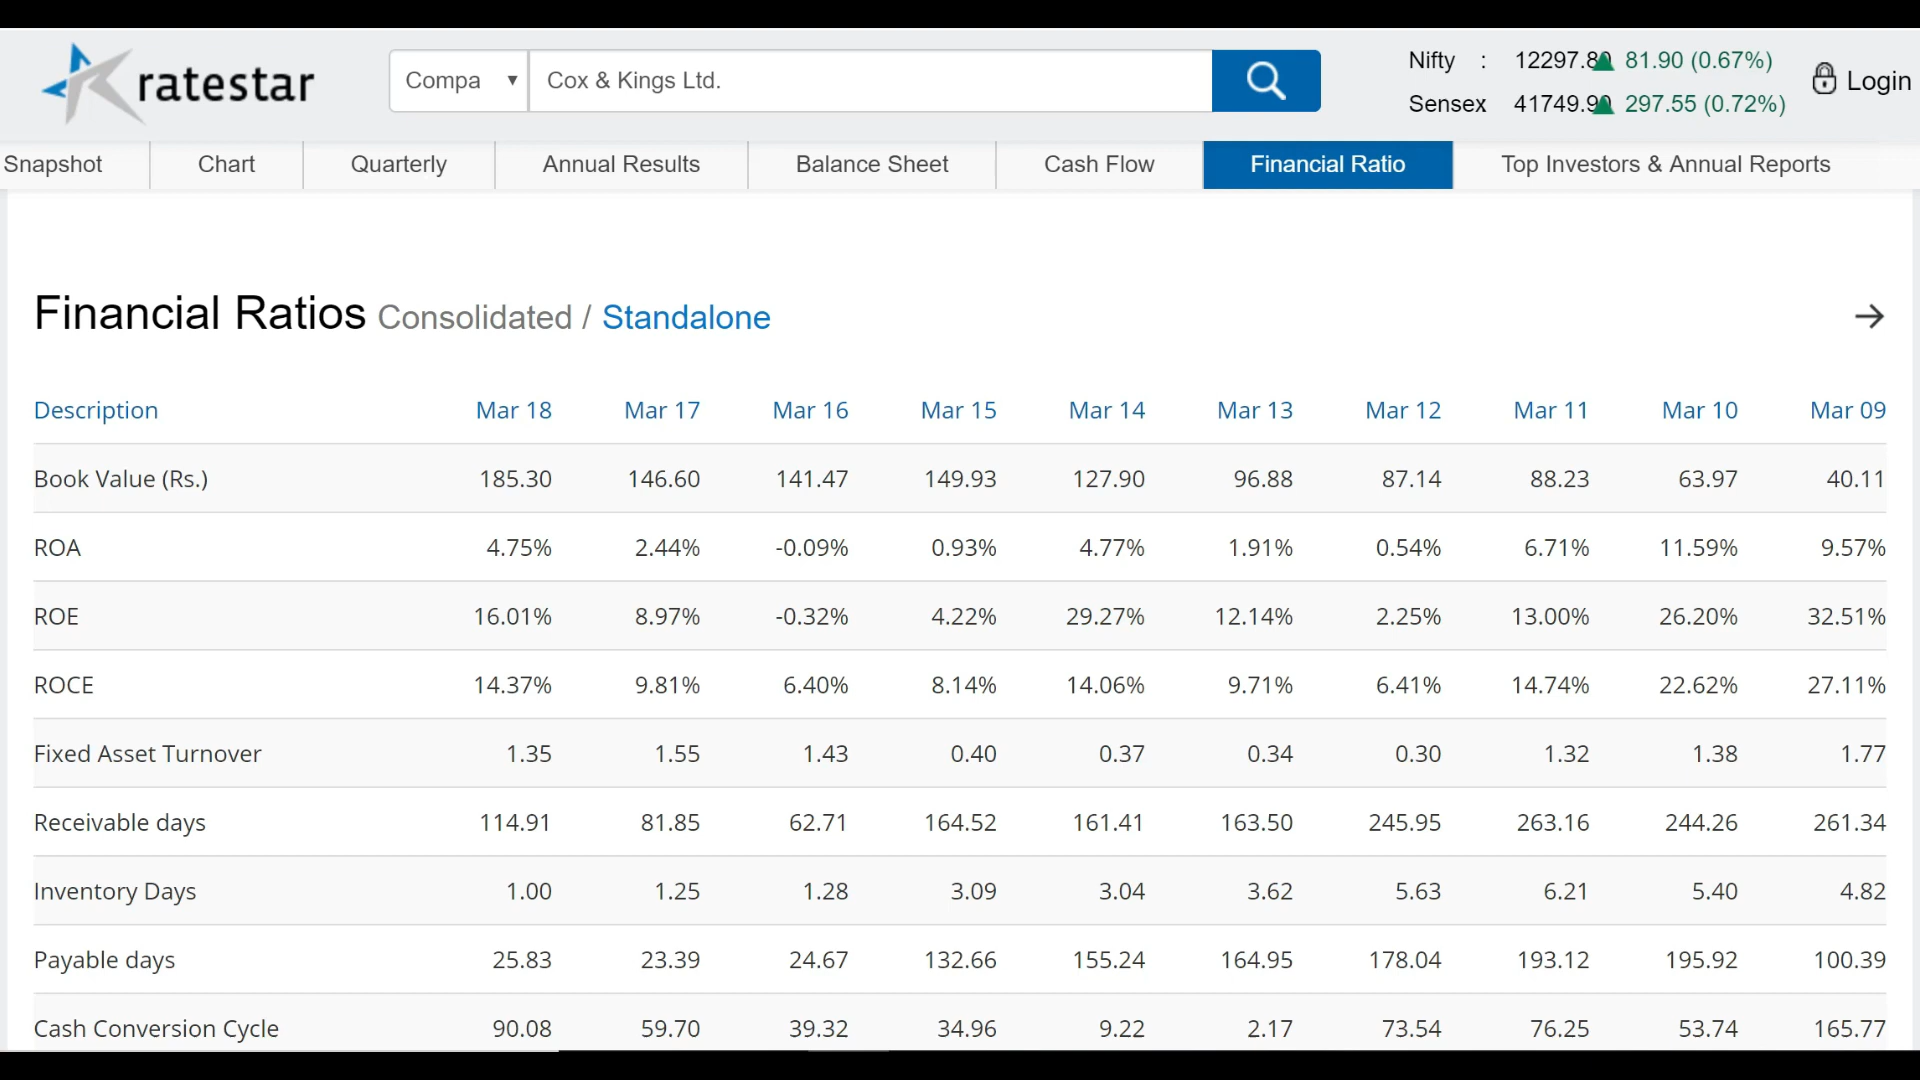 ratestar
Compa
Cox & Kings Ltd.
Nifty : 12297.80 81.90 (0.67%)
Sensex 41749.90 297.55 (0.72%)
Login
Snapshot Chart Quarterly Annual Results Balance Sheet Cash Flow Financial Ratio Top Investors & Annual Reports
Financial Ratios Consolidated / Standalone
Description Mar 18 Mar 17 Mar 16 Mar 15 Mar 14 Mar 13 Mar 12 Mar 11 Mar 10 Mar 09
Book Value (Rs.) 185.30 146.60 141.47 149.93 127.90 96.88 87.14 88.23 63.97 40.11
ROA 4.75% 2.44% -0.09% 0.93% 4.77% 1.91% 0.54% 6.71% 11.59% 9.57%
ROE 16.01% 8.97% -0.32% 4.22% 29.27% 12.14% 2.25% 13.00% 26.20% 32.51%
ROCE 14.37% 9.81% 6.40% 8.14% 14.06% 9.71% 6.41% 14.74% 22.62% 27.11%
Fixed Asset Turnover 1.35 1.55 1.43 0.40 0.37 0.34 0.30 1.32 1.38 1.77
Receivable days 114.91 81.85 62.71 164.52 161.41 163.50 245.95 263.16 244.26 261.34
Inventory Days 1.00 1.25 1.28 3.09 3.04 3.62 5.63 6.21 5.40 4.82
Payable days 25.83 23.39 24.67 132.66 155.24 164.95 178.04 193.12 195.92 100.39
Cash Conversion Cycle 90.08 59.70 39.32 34.96 9.22 2.17 73.54 76.25 53.74 165.77